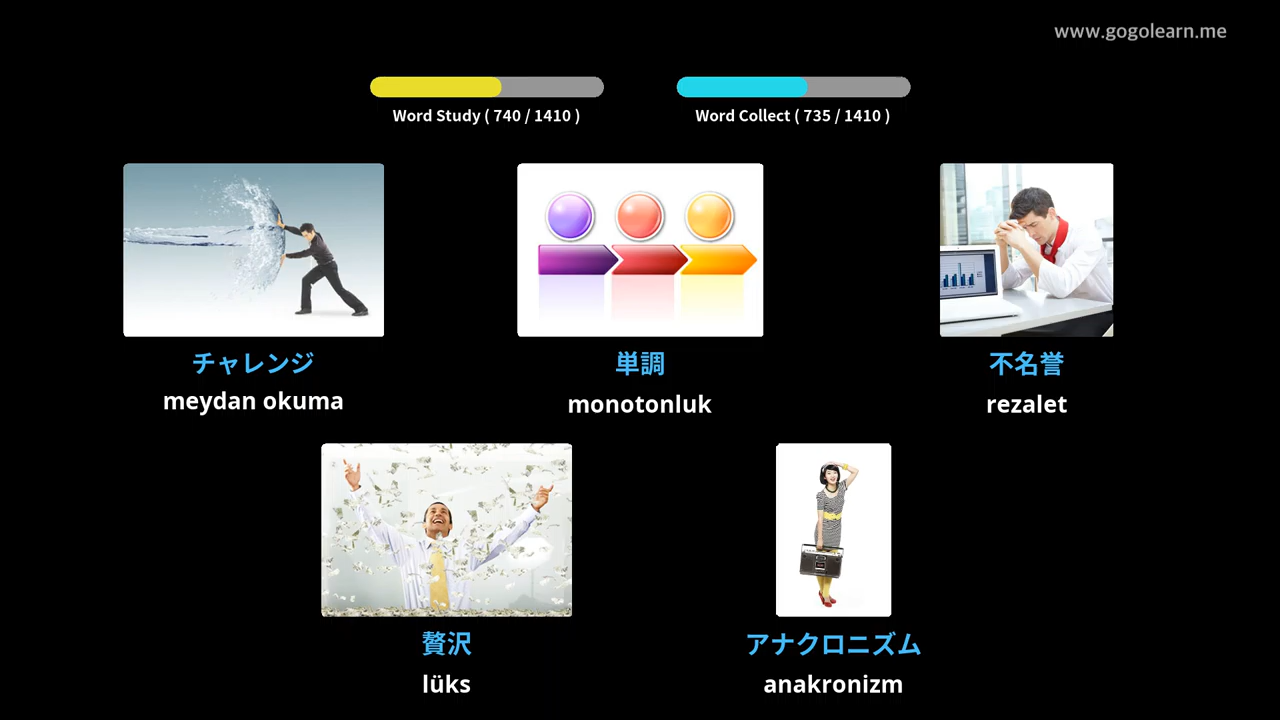 www.gogolearn.me
Word Study ( 740 / 1410 )
Word Collect ( 735 / 1410 )
チャレンジ
meydan okuma
単調
monotonluk
不名誉
rezalet
贅沢
lüks
アナクロニズム
anakronizm